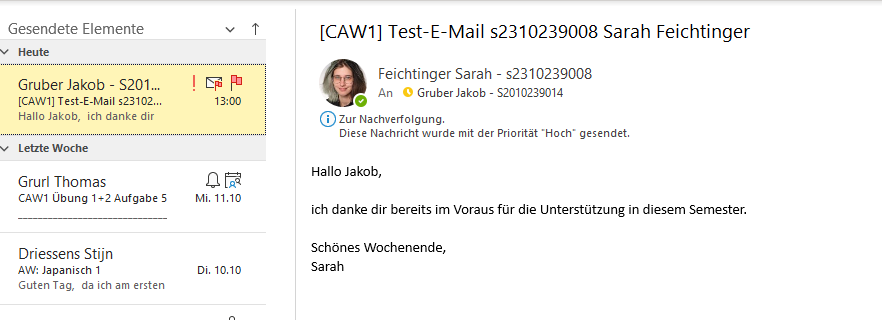 Gesendete Elemente
Heute
Gruber Jakob - S201...
[CAW1] Test-E-Mail s23102... 13:00
Hallo Jakob, ich danke dir
Letzte Woche
Grurl Thomas
CAW1 Übung 1+2 Aufgabe 5 Mi. 11.10
Driessens Stijn
AW: Japanisch 1 Di. 10.10
Guten Tag, da ich am ersten
[CAW1] Test-E-Mail s2310239008 Sarah Feichtinger
Feichtinger Sarah - s2310239008
An Gruber Jakob - S2010239014
Zur Nachverfolgung.
Diese Nachricht wurde mit der Priorität "Hoch" gesendet.
Hallo Jakob,
ich danke dir bereits im Voraus für die Unterstützung in diesem Semester.
Schönes Wochenende,
Sarah